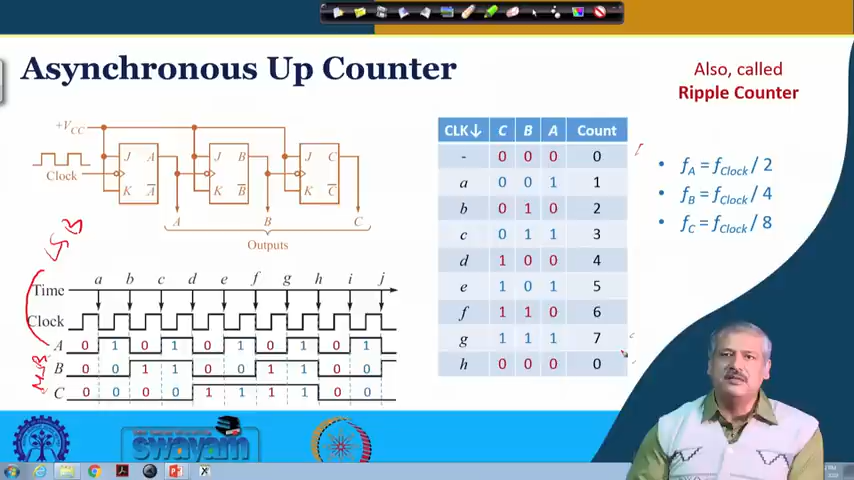 Asynchronous Up Counter
Also, called
Ripple Counter
+VCC
J A J B J C
Clock
K A̅ K B̅ K C̅
A B C
Outputs
LSB
a b c d e f g h i j
Time
Clock
A 0 1 0 1 0 1 0 1 0 1
B 0 0 1 1 0 0 1 1 0 0
C 0 0 0 0 1 1 1 1 0 0
MSB
CLK↓ C B A Count
- 0 0 0 0
a 0 0 1 1
b 0 1 0 2
c 0 1 1 3
d 1 0 0 4
e 1 0 1 5
f 1 1 0 6
g 1 1 1 7
h 0 0 0 0
• fA = fClock / 2
• fB = fClock / 4
• fC = fClock / 8
swayam